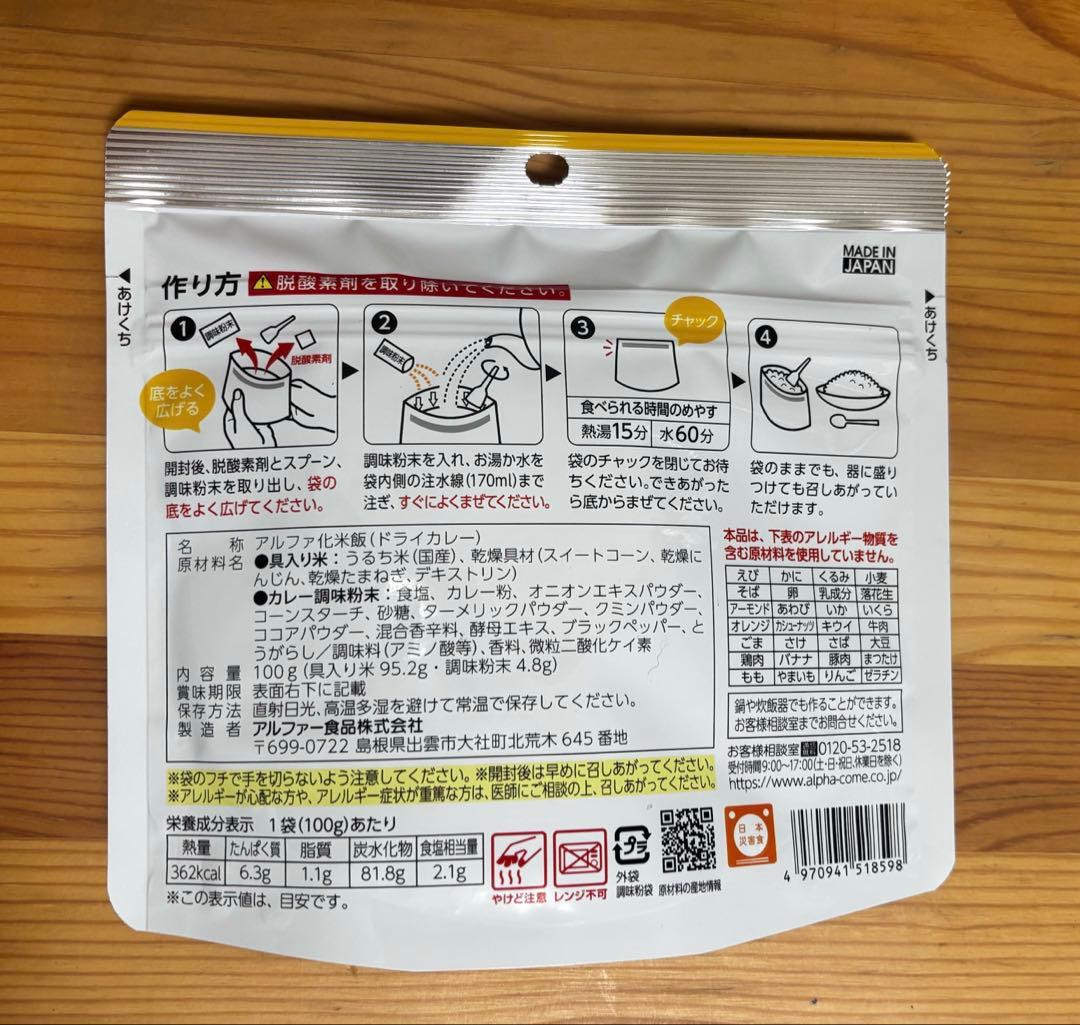 MADE IN
JAPAN
◀あけくち
▶あけくち
作り方 ⚠脱酸素剤を取り除いてください。
❶
調味粉末
脱酸素剤
底をよく
広げる
開封後、脱酸素剤とスプーン、
調味粉末を取り出し、袋の
底をよく広げてください。
❷
調味粉末
調味粉末を入れ、お湯か水を
袋内側の注水線(170ml)まで
注ぎ、すぐによくまぜてください。
❸
チャック
食べられる時間のめやす
熱湯15分 水60分
袋のチャックを閉じてお待
ちください。できあがった
ら底からまぜてください。
❹
袋のままでも、器に盛り
つけても召しあがってい
ただけます。
名 称 アルファ化米飯(ドライカレー)
原材料名 ●具入り米:うるち米(国産)、乾燥具材(スイートコーン、乾燥に
んじん、乾燥たまねぎ、デキストリン)
●カレー調味粉末:食塩、カレー粉、オニオンエキスパウダー、
コーンスターチ、砂糖、ターメリックパウダー、クミンパウダー、
ココアパウダー、混合香辛料、酵母エキス、ブラックペッパー、と
うがらし/調味料(アミノ酸等)、香料、微粒二酸化ケイ素
内 容 量 100g(具入り米 95.2g・調味粉末 4.8g)
賞味期限 表面右下に記載
保存方法 直射日光、高温多湿を避けて常温で保存してください。
製 造 者 アルファー食品株式会社
〒699-0722 島根県出雲市大社町北荒木 645 番地
本品は、下表のアレルギー物質を
含む原材料を使用していません。
えび かに くるみ 小麦
そば 卵 乳成分 落花生
アーモンド あわび いか いくら
オレンジ カシューナッツ キウイ 牛肉
ごま さけ さば 大豆
鶏肉 バナナ 豚肉 まつたけ
もも やまいも りんご ゼラチン
鍋や炊飯器でも作ることができます。
お客様相談室までお問合せください。
お客様相談室 0120-53-2518
受付時間9:00〜17:00(土・日・祝日、休業日を除く)
https://www.alpha-come.co.jp/
※袋のフチで手を切らないよう注意してください。※開封後は早めに召しあがってください。
※アレルギーが心配な方や、アレルギー症状が重篤な方は、医師にご相談の上、召しあがってください。
栄養成分表示 1袋(100g)あたり
熱量 たんぱく質 脂質 炭水化物 食塩相当量
362kcal 6.3g 1.1g 81.8g 2.1g
※この表示値は、目安です。
やけど注意
レンジ不可
プラ
外袋
調味粉袋
原材料の産地情報
日本
災害食
4 970941 518598